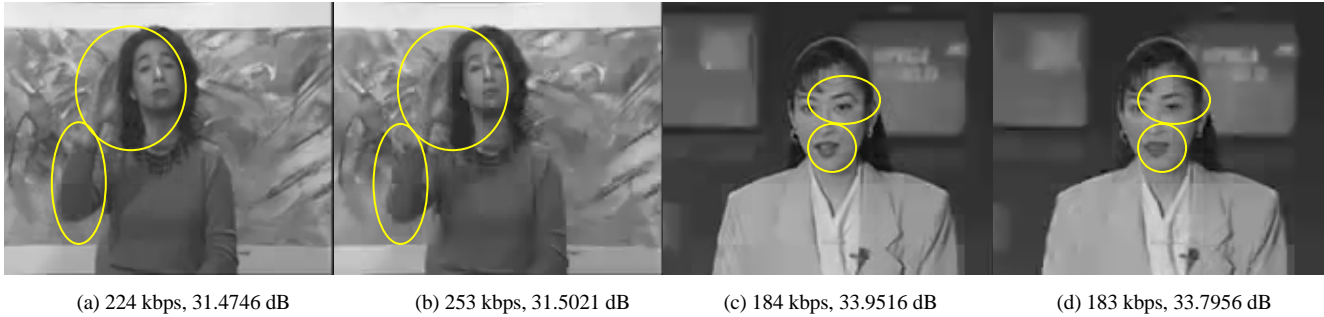 (a) 224 kbps, 31.4746 dB
(b) 253 kbps, 31.5021 dB
(c) 184 kbps, 33.9516 dB
(d) 183 kbps, 33.7956 dB